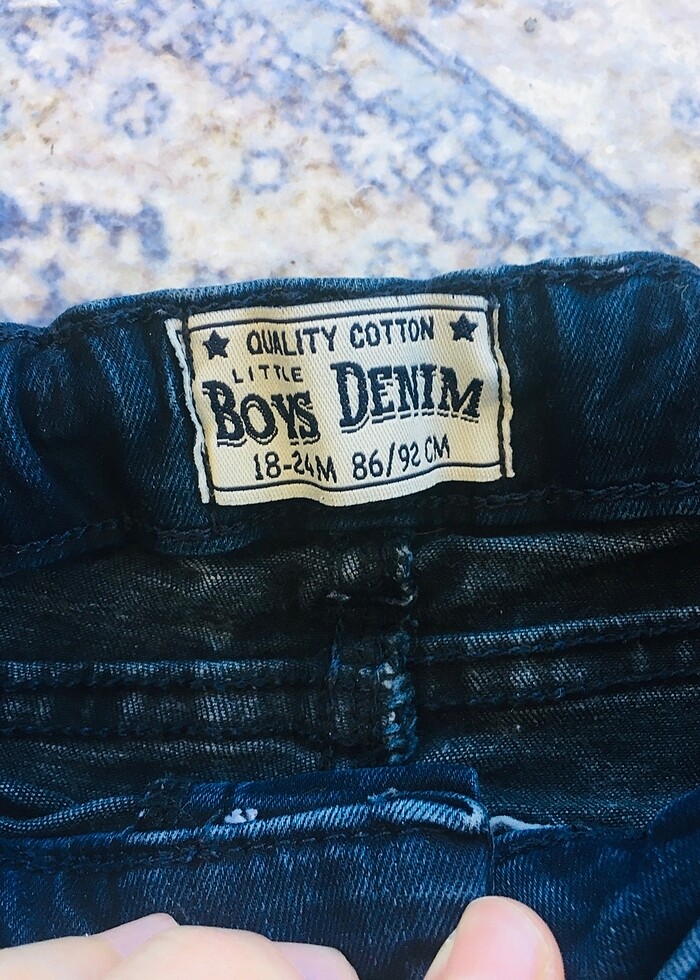 ★ QUALITY COTTON ★
LITTLE
BOYS DENIM
18-24M 86/92 CM